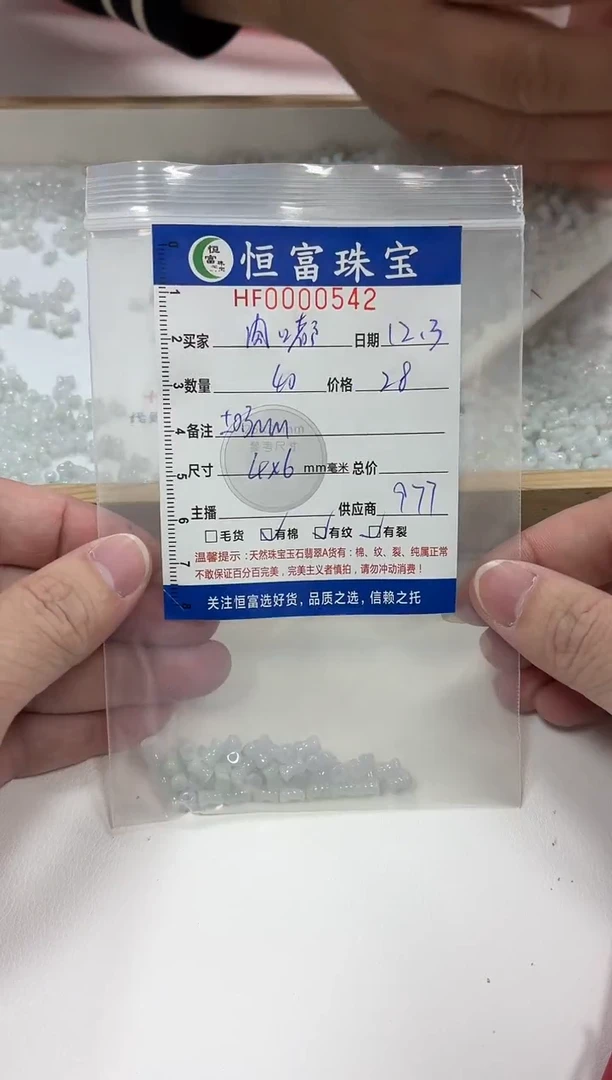 恒富珠宝
HF0000542
买家 肉嘟 日期 12.3
数量 40 价格 28
备注 ±0.3mm
尺寸 4x6 mm毫米 总价
主播 供应商 977
毛货 有棉 有纹 有裂
温馨提示：天然珠宝玉石翡翠A货有：棉、纹、裂、纯属正常
不敢保证百分百完美，完美主义者慎拍，请勿冲动消费！
关注恒富选好货，品质之选，信赖之托